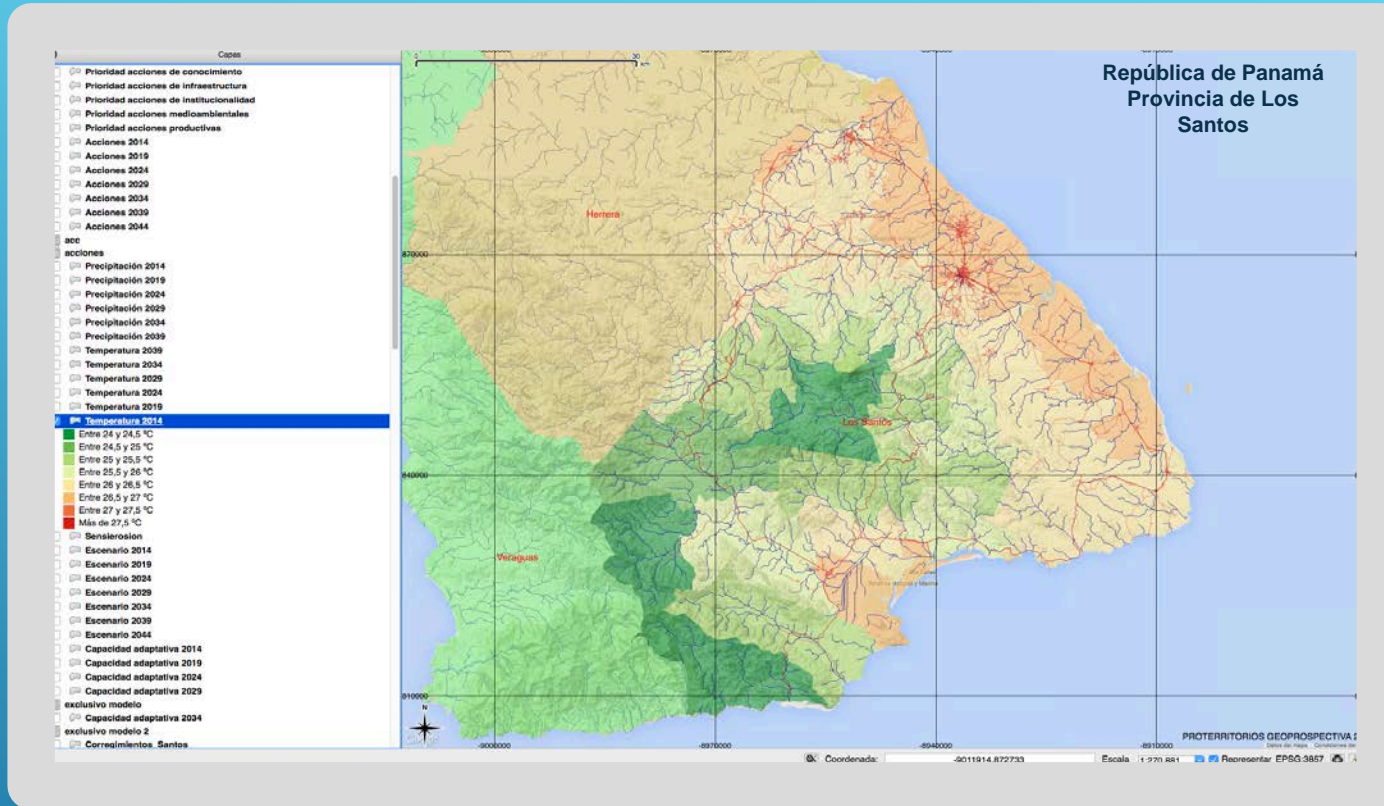 Capas
Prioridad acciones de conocimiento
Prioridad acciones de infraestructura
Prioridad acciones de institucionalidad
Prioridad acciones medioambientales
Prioridad acciones productivas
Acciones 2014
Acciones 2019
Acciones 2024
Acciones 2029
Acciones 2034
Acciones 2039
Acciones 2044
acc
acciones
Precipitación 2014
Precipitación 2019
Precipitación 2024
Precipitación 2029
Precipitación 2034
Precipitación 2039
Temperatura 2039
Temperatura 2034
Temperatura 2029
Temperatura 2024
Temperatura 2019
Temperatura 2014
Entre 24 y 24,5 ºC
Entre 24,5 y 25 ºC
Entre 25 y 25,5 ºC
Entre 25,5 y 26 ºC
Entre 26 y 26,5 ºC
Entre 26,5 y 27 ºC
Entre 27 y 27,5 ºC
Más de 27,5 ºC
Sensierosion
Escenario 2014
Escenario 2019
Escenario 2024
Escenario 2029
Escenario 2034
Escenario 2039
Escenario 2044
Capacidad adaptativa 2014
Capacidad adaptativa 2019
Capacidad adaptativa 2024
Capacidad adaptativa 2029
exclusivo modelo
Capacidad adaptativa 2034
exclusivo modelo 2
Corregimientos_Santos
0 30
km
República de Panamá
Provincia de Los
Santos
Herrera
870000
Los Santos
840000
Veraguas
810000
N
-9000000 -8970000 -8940000 -8910000
PROTERRITORIOS GEOPROSPECTIVA
Datos del mapa
Coordenada: -9011914,872733 Escala 1:270.881 Representar EPSG:3857